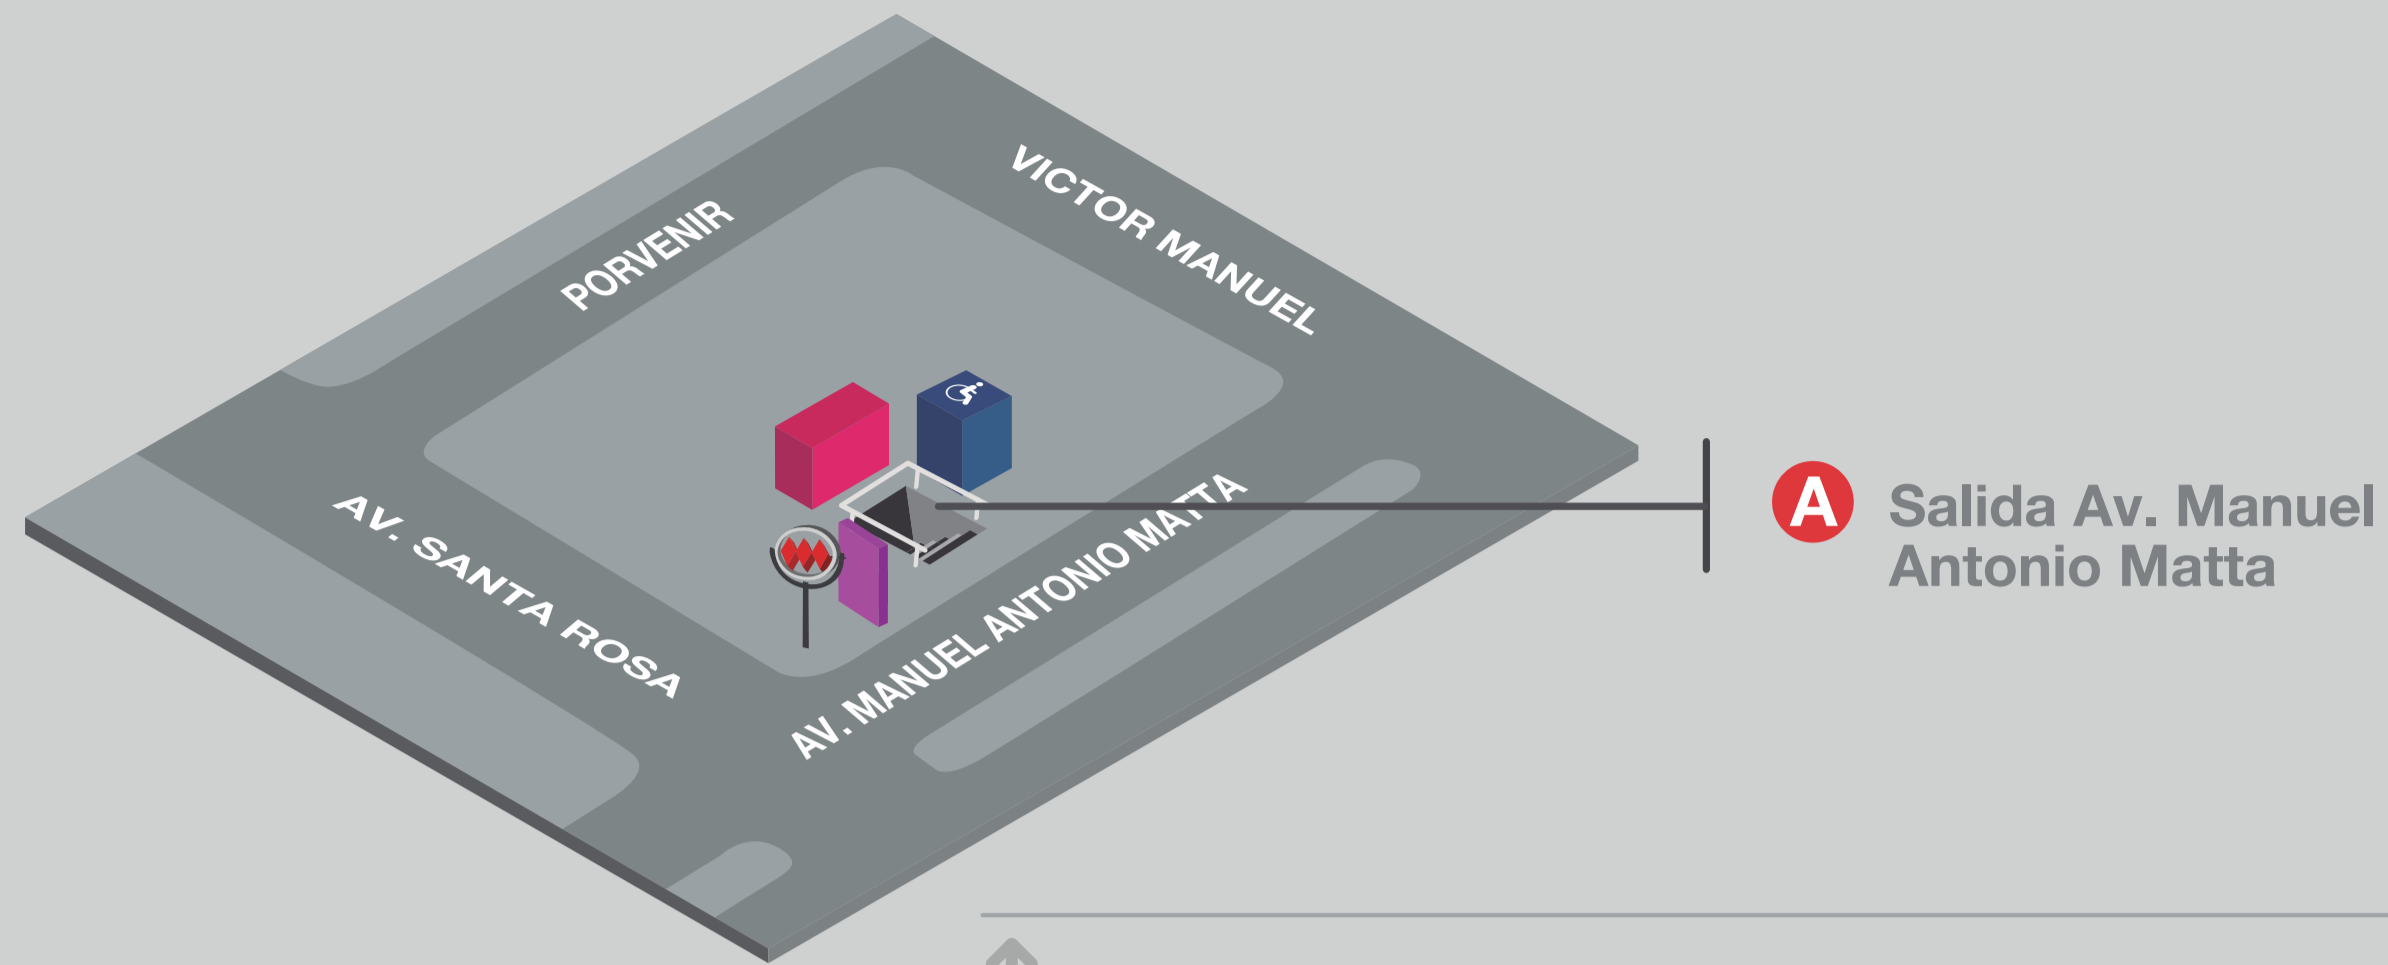 VICTOR MANUEL
PORVENIR
AV. SANTA ROSA
AV. MANUEL ANTONIO MATTA
A
Salida Av. Manuel
Antonio Matta